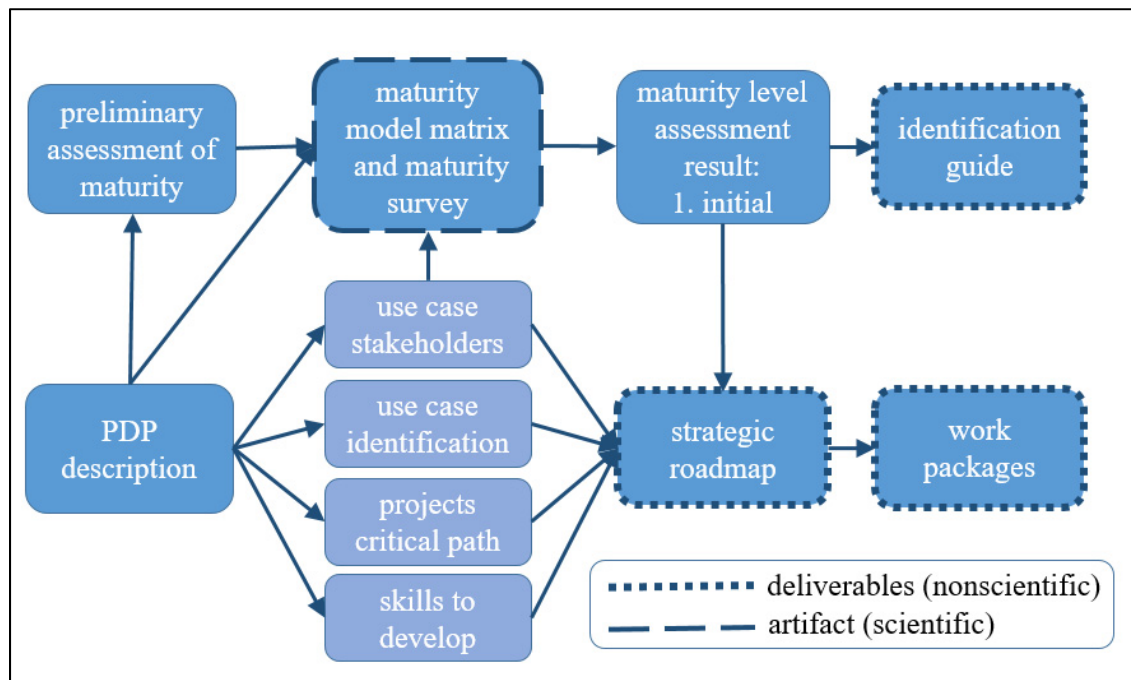 preliminary
assessment of
maturity
maturity
model matrix
and maturity
survey
maturity level
assessment
result:
1. initial
identification
guide
use case
stakeholders
PDP
description
use case
identification
projects
critical path
skills to
develop
strategic
roadmap
work
packages
deliverables (nonscientific)
artifact (scientific)